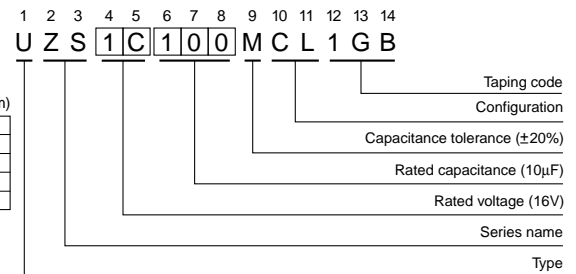 1 2 3 4 5 6 7 8 9 10 11 12 13 14
U Z S 1 C 1 0 0 M C L 1 G B
Taping code
Configuration
Capacitance tolerance (±20%)
Rated capacitance (10μF)
Rated voltage (16V)
Series name
Type